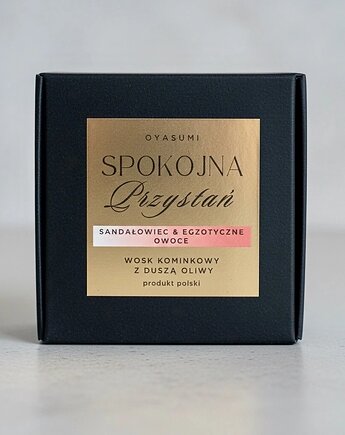 OYASUMI
SPOKOJNA
Przystań
SANDAŁOWIEC & EGZOTYCZNE
OWOCE
WOSK KOMINKOWY
Z DUSZĄ OLIWY
produkt polski